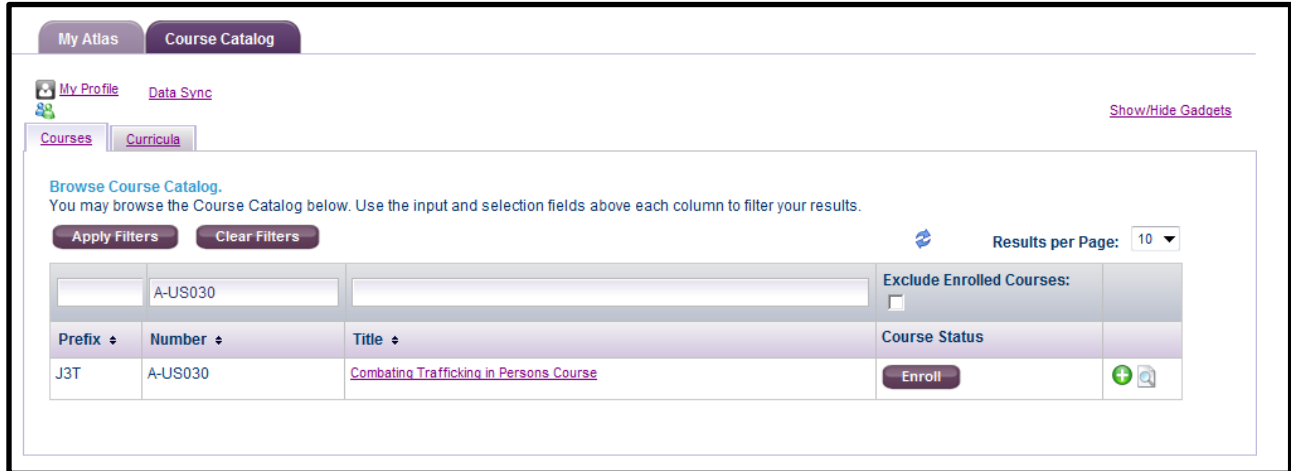 My Atlas Course Catalog
My Profile Data Sync
Show/Hide Gadgets
Courses Curricula
Browse Course Catalog.
You may browse the Course Catalog below. Use the input and selection fields above each column to filter your results.
Apply Filters Clear Filters Results per Page: 10
A-US030 Exclude Enrolled Courses:
Prefix Number Title Course Status
J3T A-US030 Combating Trafficking in Persons Course Enroll